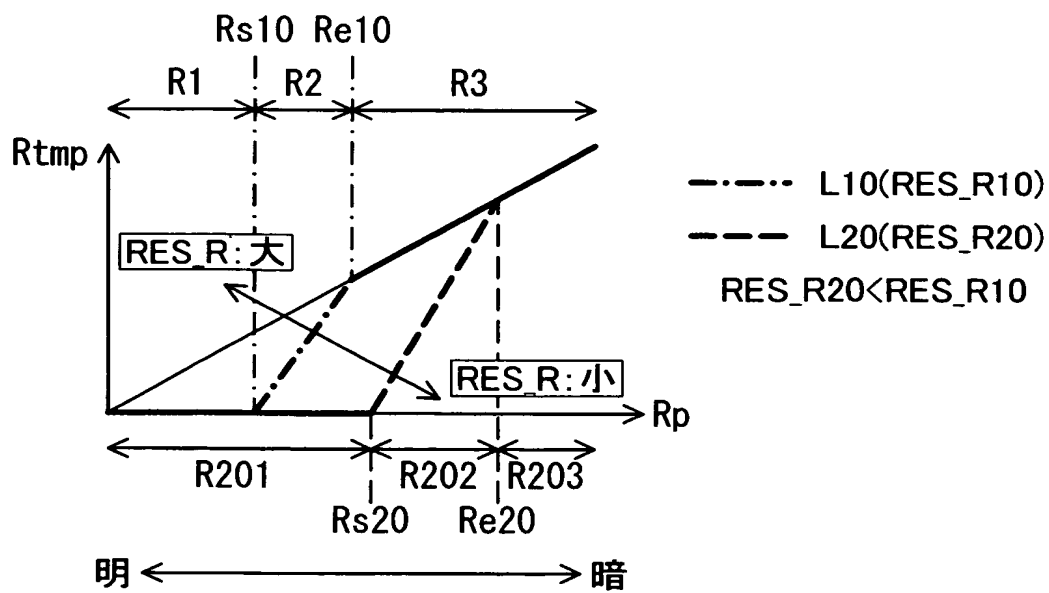 Rs10 Re10
R1 R2 R3
Rtmp
L10(RES_R10)
RES_R:大
L20(RES_R20)
RES_R20<RES_R10
RES_R:小
Rp
R201 R202 R203
Rs20 Re20
明 暗